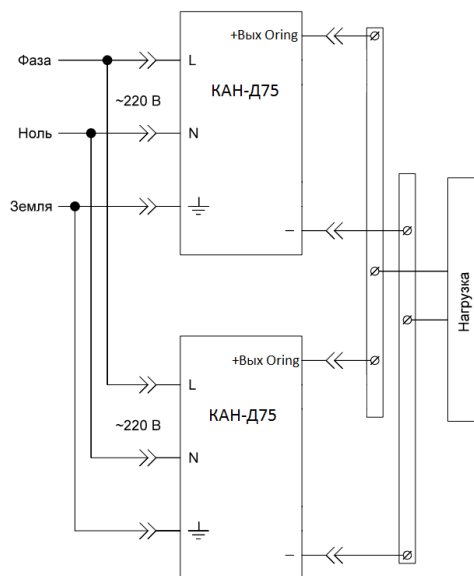 +Вых Oring
Фаза
L
КАН-Д75
~220 В
Ноль
N
Земля
–
Нагрузка
+Вых Oring
L
КАН-Д75
~220 В
N
–